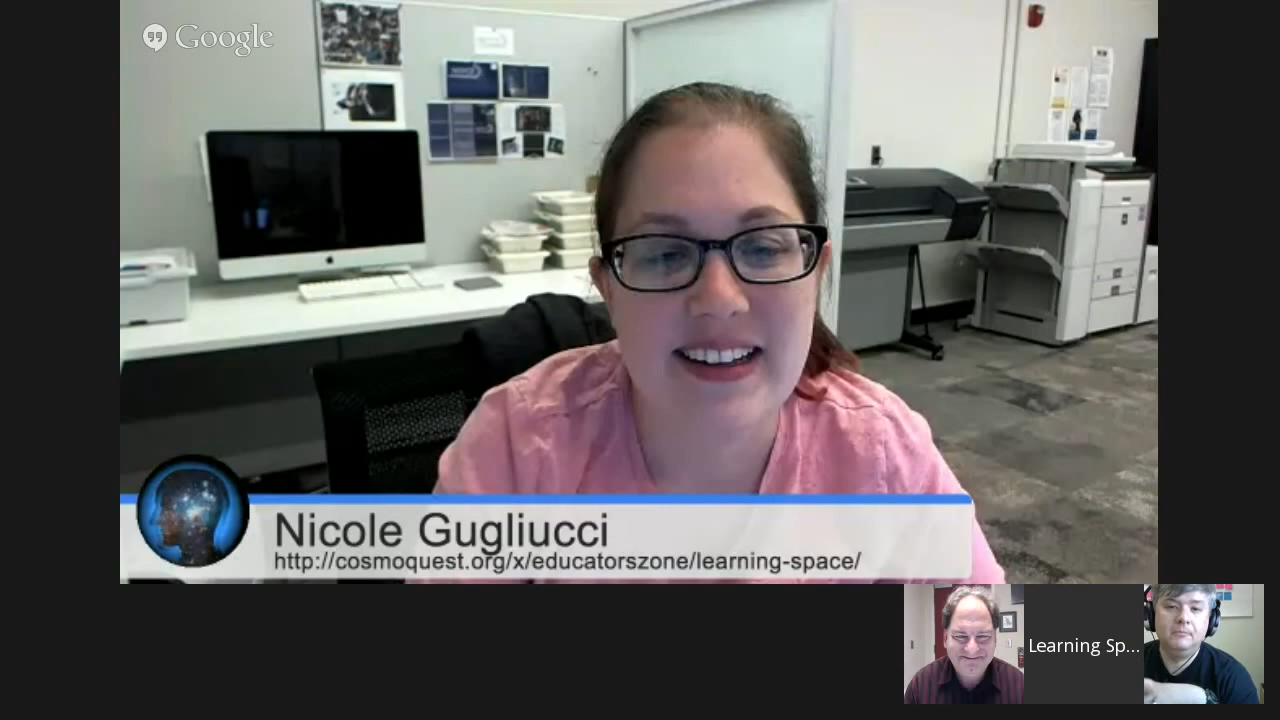 Google
Nicole Gugliucci
http://cosmoquest.org/x/educatorszone/learning-space/
Learning Sp...